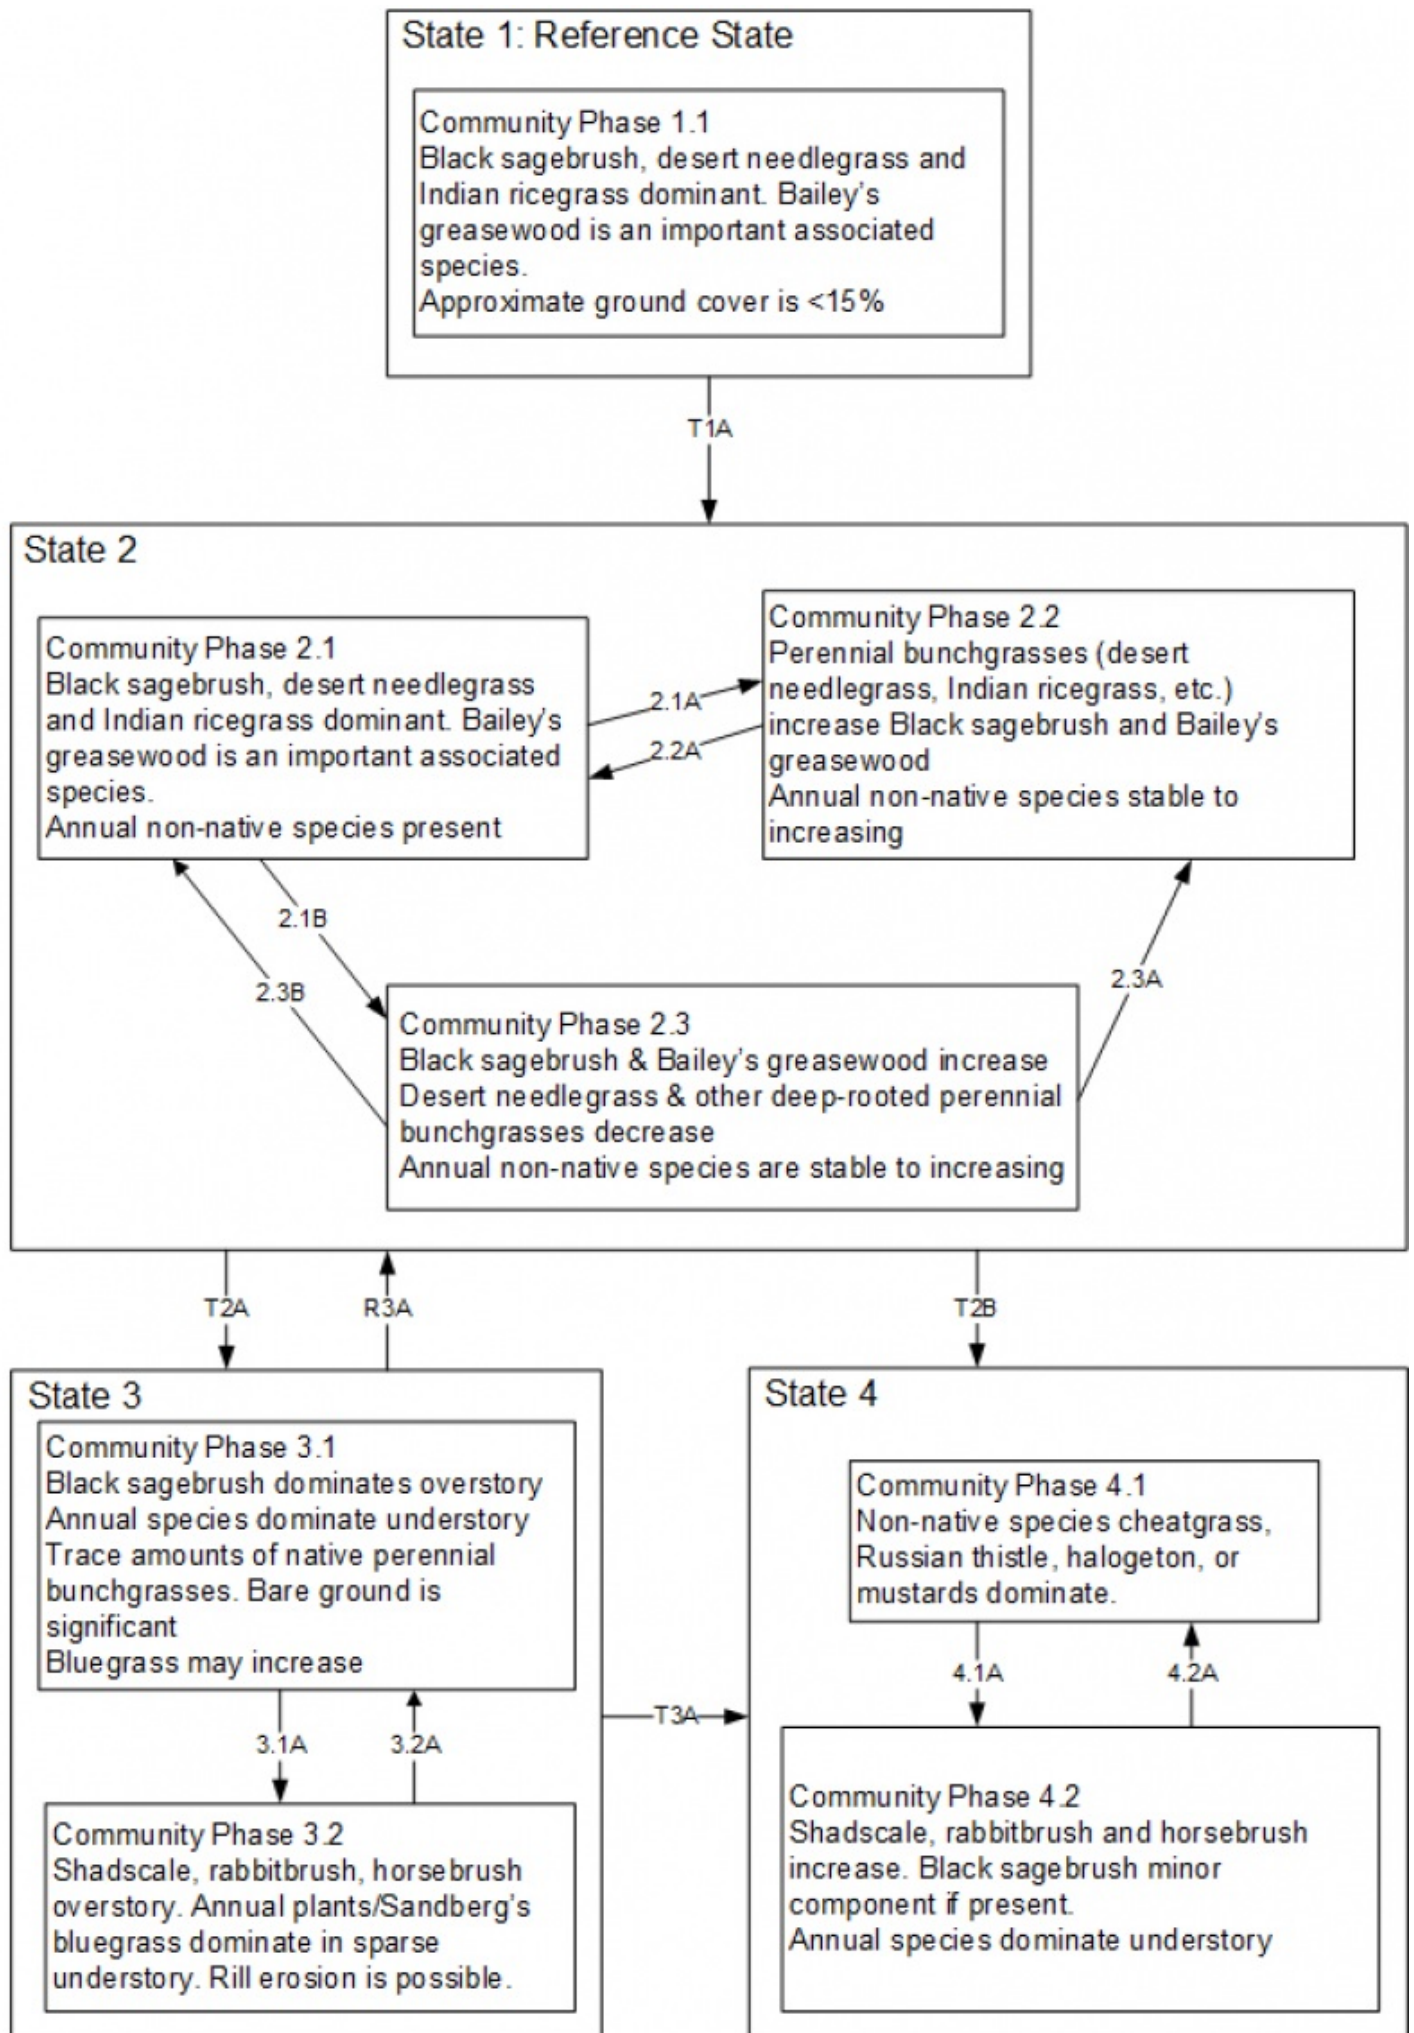 State 1: Reference State
Community Phase 1.1
Black sagebrush, desert needlegrass and
Indian ricegrass dominant. Bailey's
greasewood is an important associated
species.
Approximate ground cover is <15%
T1A
State 2
Community Phase 2.1
Black sagebrush, desert needlegrass
and Indian ricegrass dominant. Bailey's
greasewood is an important associated
species.
Annual non-native species present
2.1A
2.2A
Community Phase 2.2
Perennial bunchgrasses (desert
needlegrass, Indian ricegrass, etc.)
increase Black sagebrush and Bailey's
greasewood
Annual non-native species stable to
increasing
2.1B
2.3B
2.3A
Community Phase 2.3
Black sagebrush & Bailey's greasewood increase
Desert needlegrass & other deep-rooted perennial
bunchgrasses decrease
Annual non-native species are stable to increasing
T2A
R3A
T2B
State 3
Community Phase 3.1
Black sagebrush dominates overstory
Annual species dominate understory
Trace amounts of native perennial
bunchgrasses. Bare ground is
significant
Bluegrass may increase
3.1A
3.2A
Community Phase 3.2
Shadscale, rabbitbrush, horsebrush
overstory. Annual plants/Sandberg's
bluegrass dominate in sparse
understory. Rill erosion is possible.
T3A
State 4
Community Phase 4.1
Non-native species cheatgrass,
Russian thistle, halogeton, or
mustards dominate.
4.1A
4.2A
Community Phase 4.2
Shadscale, rabbitbrush and horsebrush
increase. Black sagebrush minor
component if present.
Annual species dominate understory